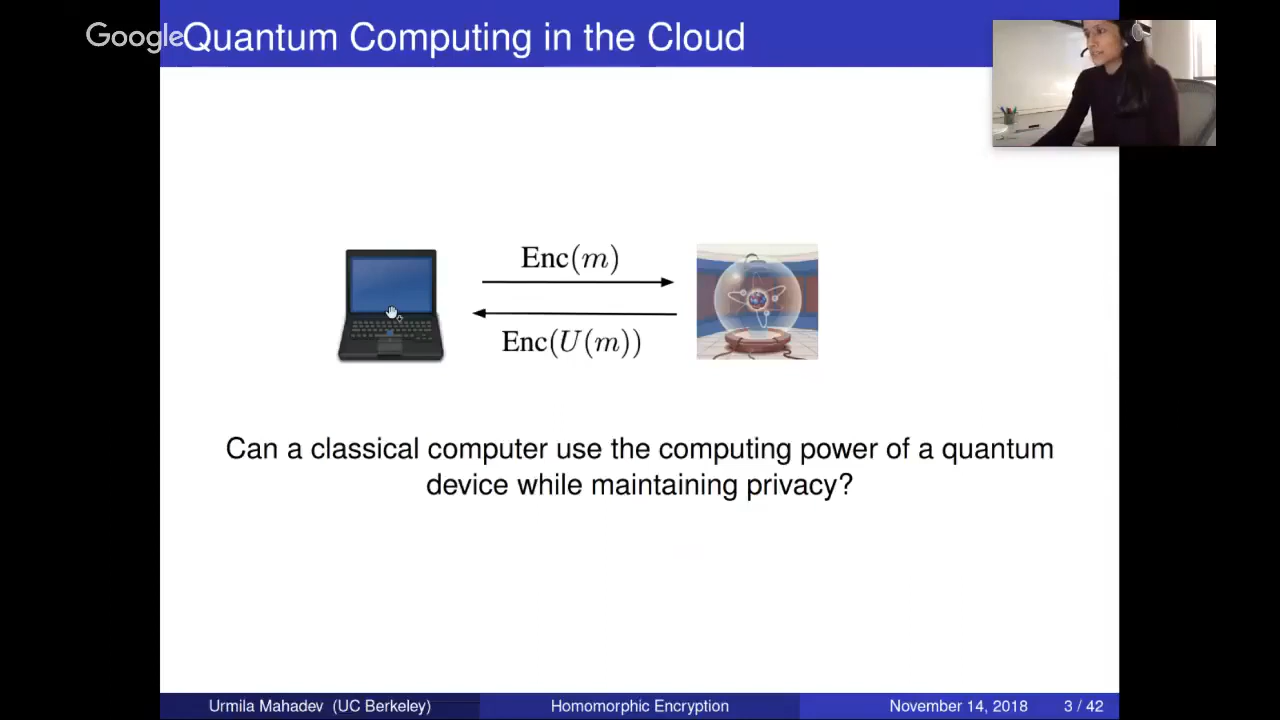 Google
Quantum Computing in the Cloud
Enc(m)
Enc(U(m))
Can a classical computer use the computing power of a quantum
device while maintaining privacy?
Urmila Mahadev (UC Berkeley)
Homomorphic Encryption
November 14, 2018
3 / 42